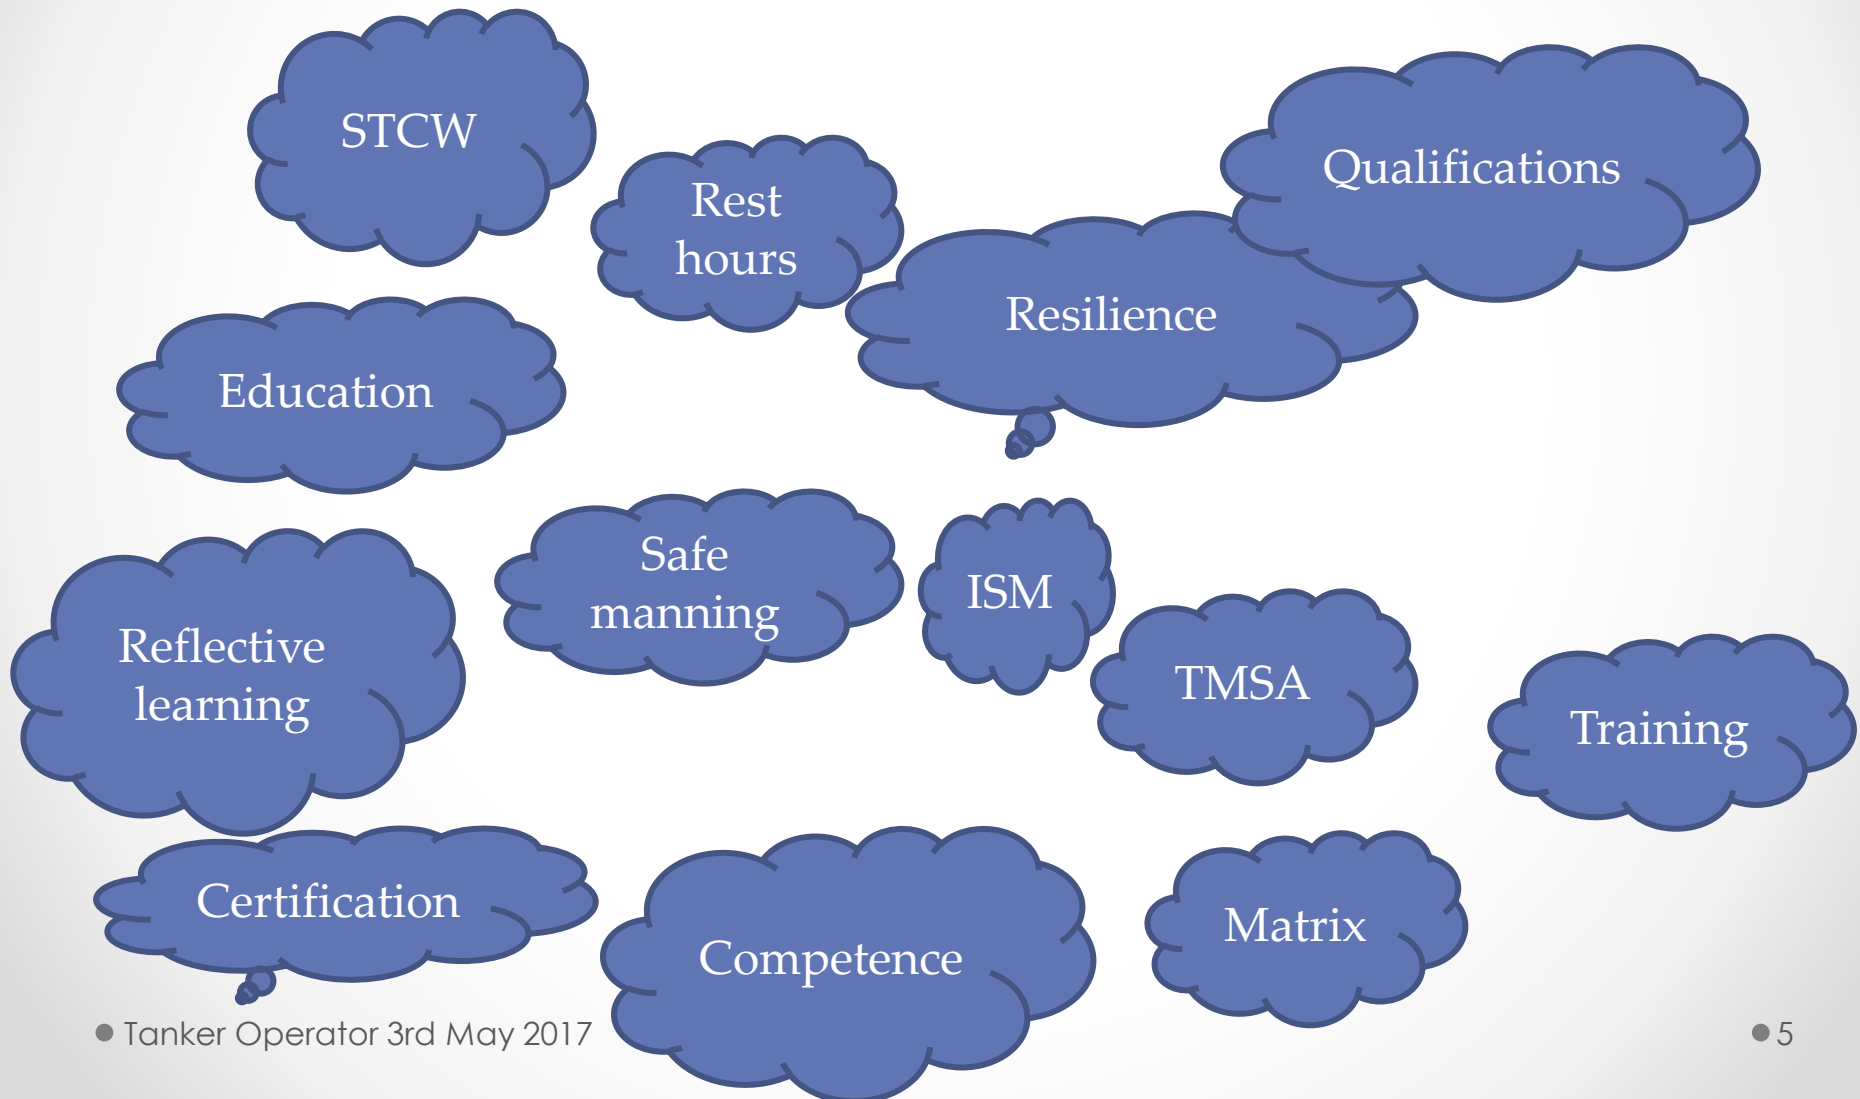 STCW
Rest
hours
Qualifications
Resilience
Education
Safe
manning
ISM
Reflective
learning
TMSA
Training
Certification
Competence
Matrix
Tanker Operator 3rd May 2017
5